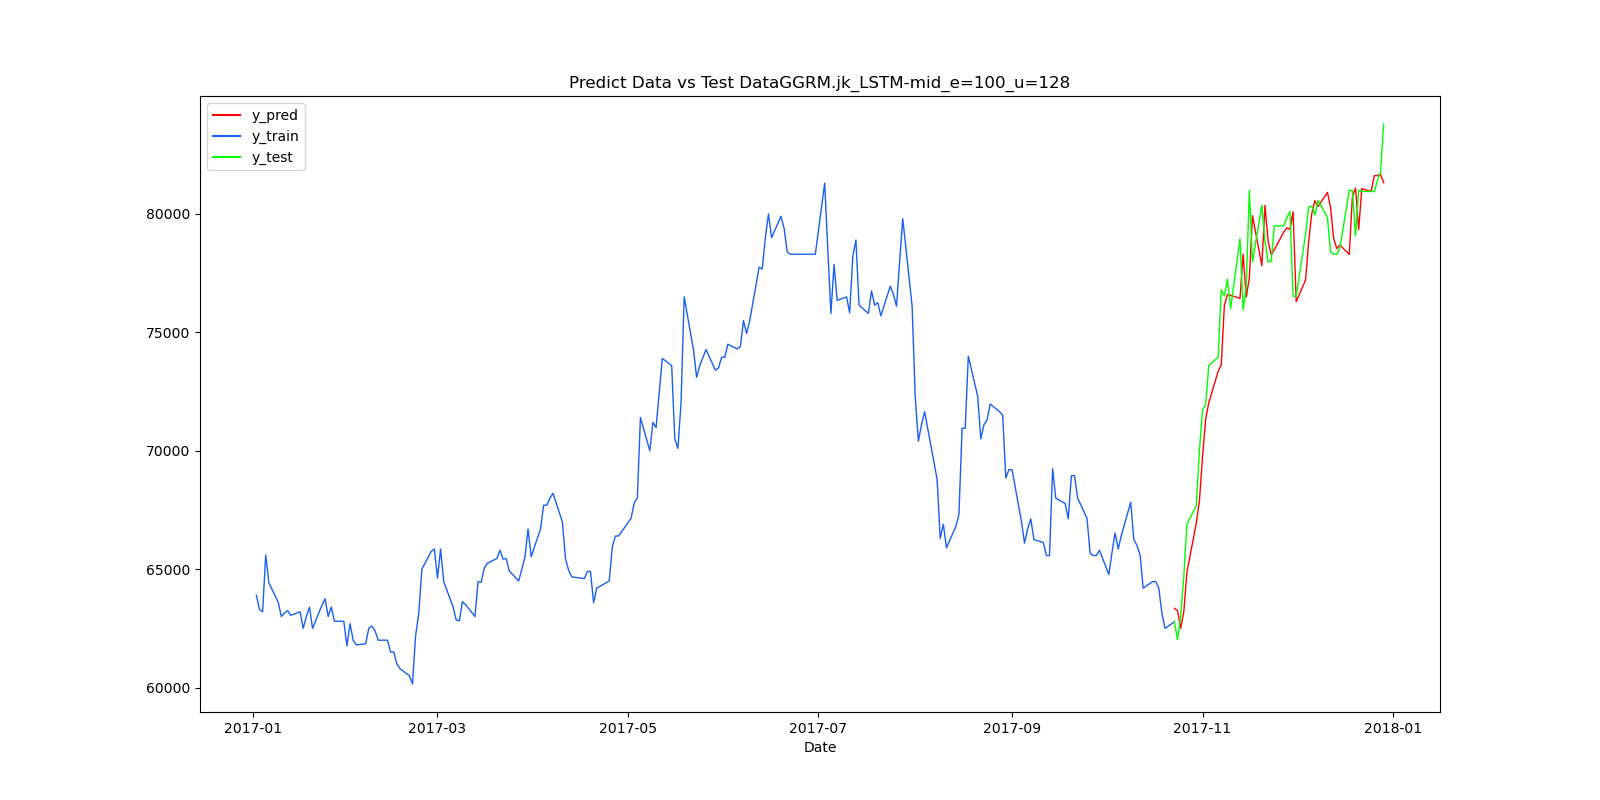 Predict Data vs Test DataGGRM.jk_LSTM-mid_e=100_u=128
y_pred
y_train
y_test
80000
75000
70000
65000
60000
2017-01
2017-03
2017-05
2017-07
2017-09
2017-11
2018-01
Date